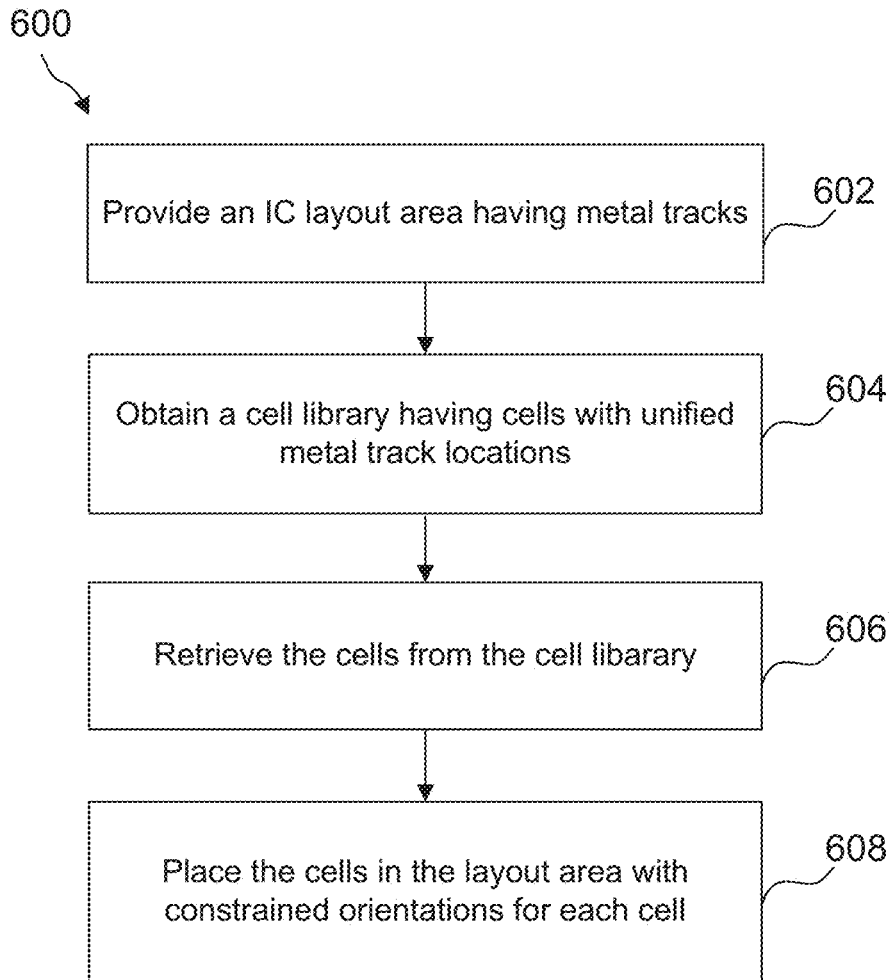 600
Provide an IC layout area having metal tracks
602
Obtain a cell library having cells with unified
metal track locations
604
Retrieve the cells from the cell libarary
606
Place the cells in the layout area with
constrained orientations for each cell
608